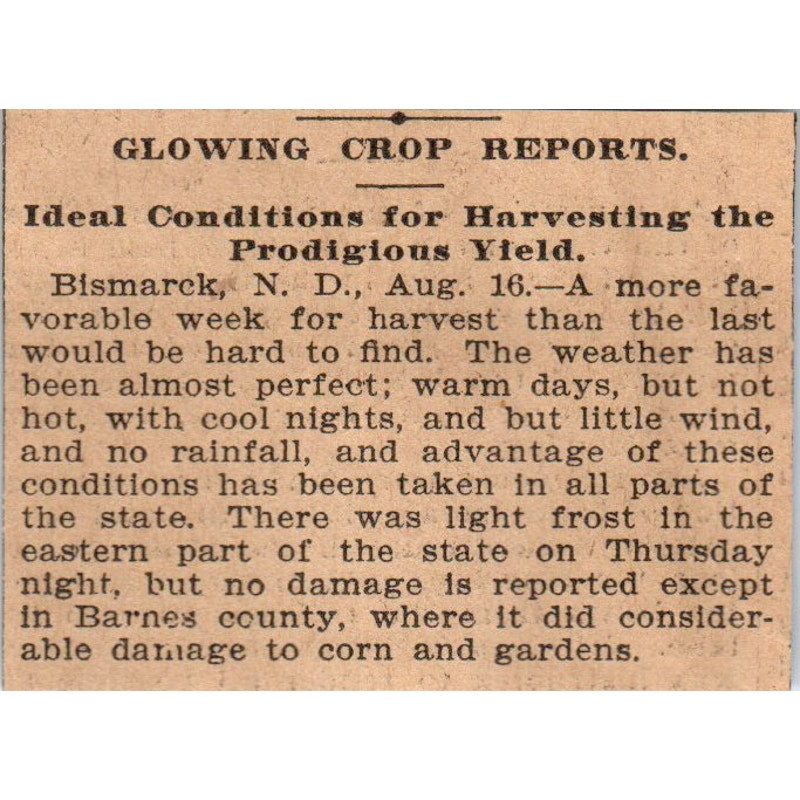 GLOWING CROP REPORTS.
Ideal Conditions for Harvesting the
Prodigious Yield.
Bismarck, N. D., Aug. 16.—A more fa-
vorable week for harvest than the last
would be hard to find. The weather has
been almost perfect; warm days, but not
hot, with cool nights, and but little wind,
and no rainfall, and advantage of these
conditions has been taken in all parts of
the state. There was light frost in the
eastern part of the state on Thursday
night, but no damage is reported except
in Barnes county, where it did consider-
able damage to corn and gardens.